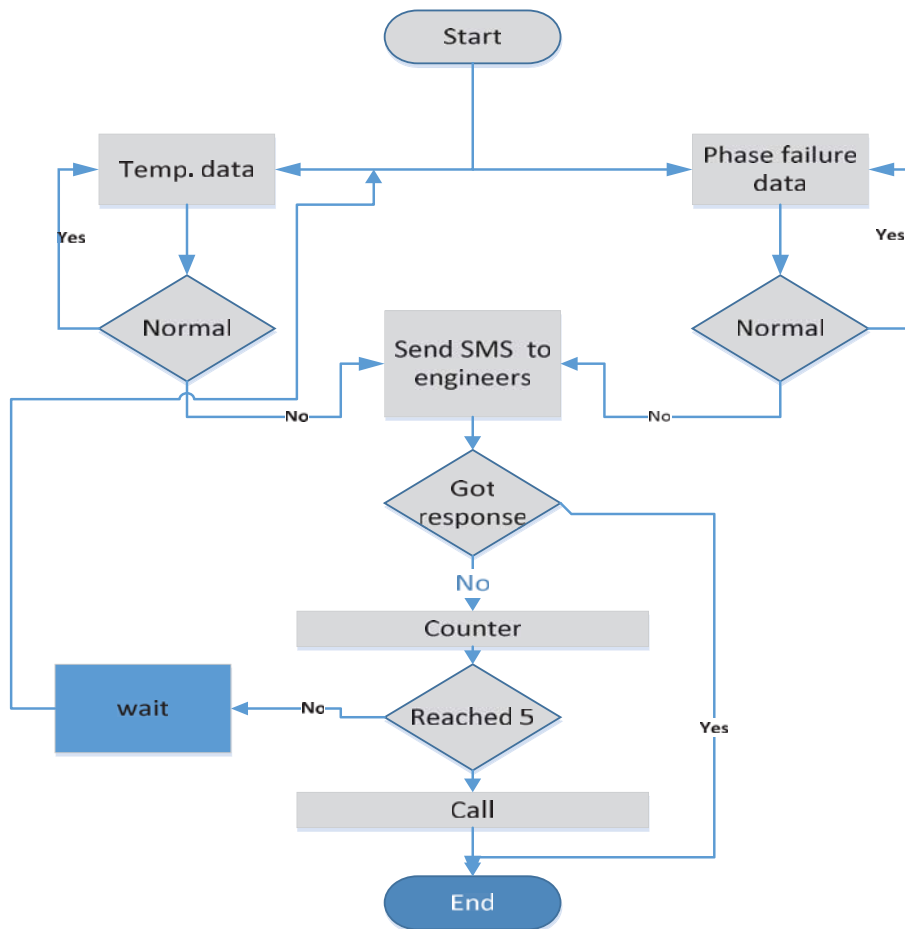 Start
Temp. data
Phase failure
data
Yes
Yes
Normal
Normal
Send SMS to
engineers
No
No
Got
response
No
Counter
wait
No
Reached 5
Yes
Call
End